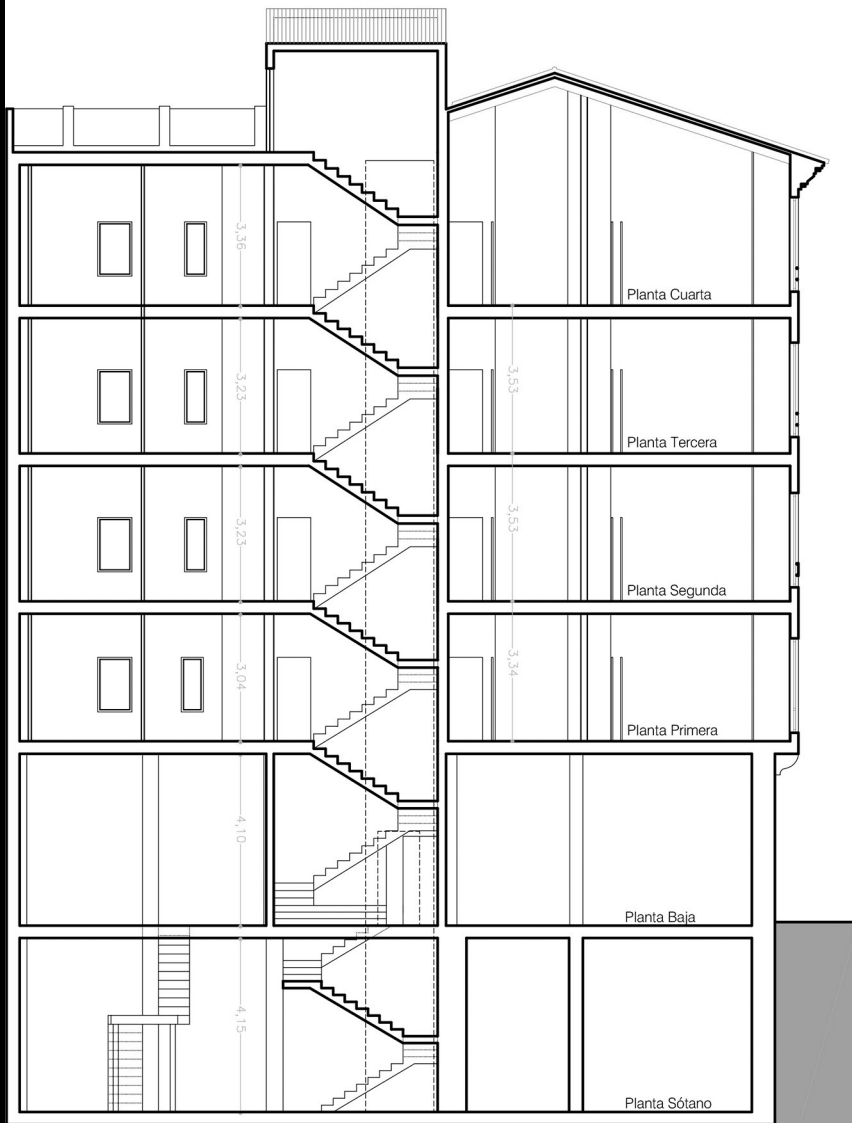 3,36
Planta Cuarta
3,23
3,53
Planta Tercera
3,23
3,53
Planta Segunda
3,04
3,34
Planta Primera
4,10
Planta Baja
4,15
Planta Sótano